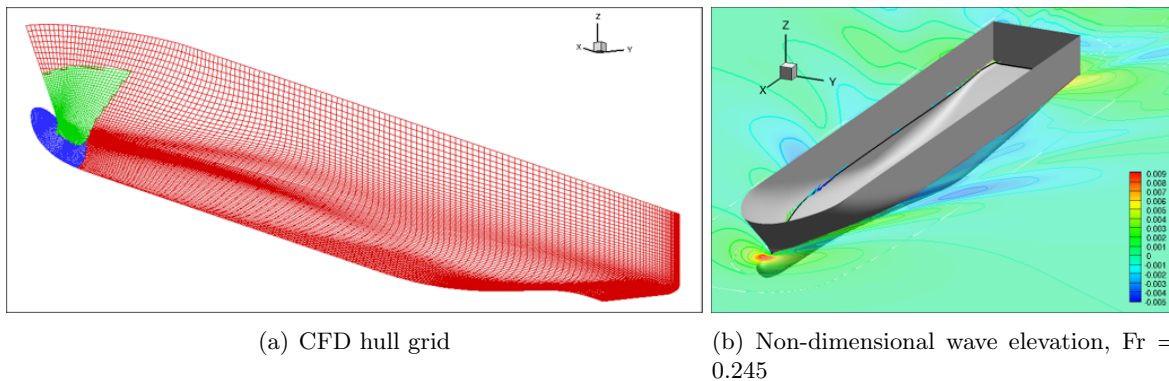 Z
X
Y
Z
X
Y
0.009
0.008
0.007
0.006
0.005
0.004
0.003
0.002
0.001
0
-0.001
-0.002
-0.003
-0.004
-0.005
(a) CFD hull grid
(b) Non-dimensional wave elevation, Fr =
0.245